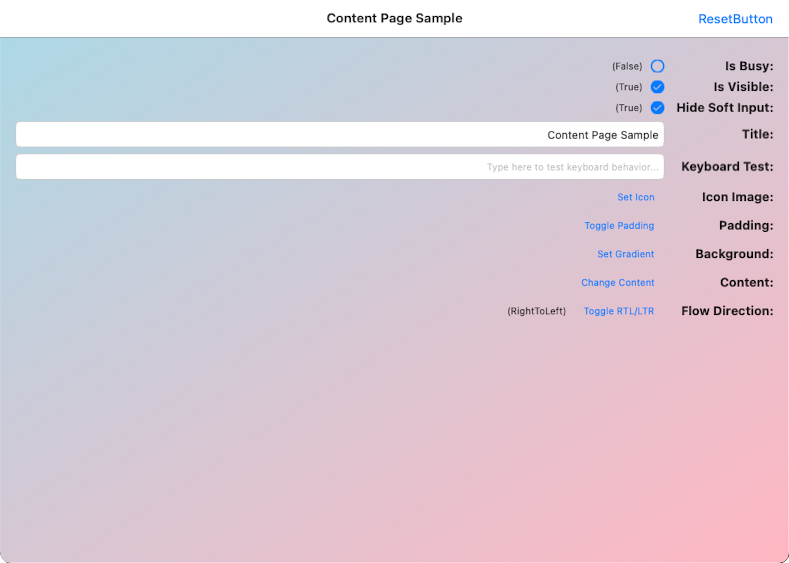 Content Page Sample
ResetButton
Is Busy: (False)
Is Visible: (True)
Hide Soft Input: (True)
Title: Content Page Sample
Keyboard Test: Type here to test keyboard behavior...
Icon Image: Set Icon
Padding: Toggle Padding
Background: Set Gradient
Content: Change Content
Flow Direction: Toggle RTL/LTR (RightToLeft)